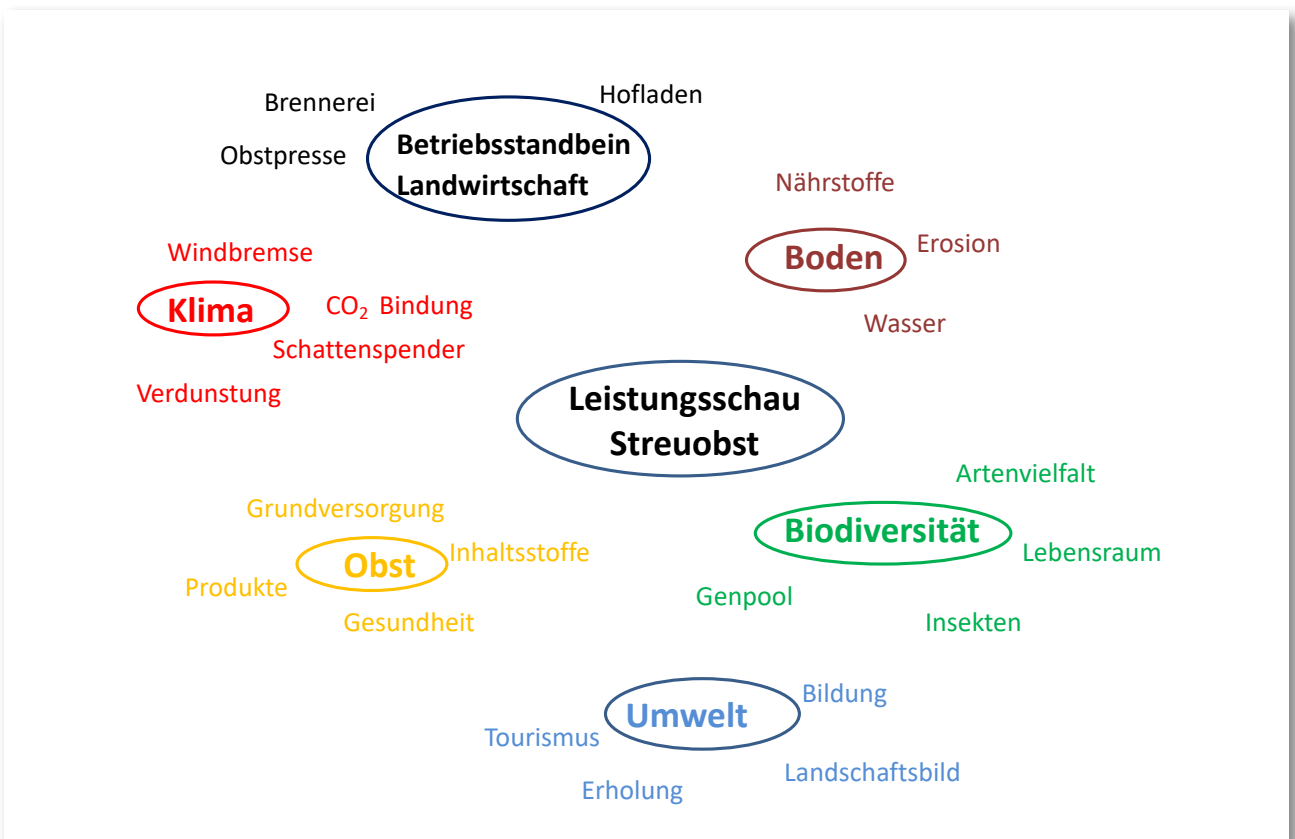 Brennerei
Hofladen
Obstpresse
Betriebsstandbein
Landwirtschaft
Nährstoffe
Boden
Erosion
Wasser
Windbremse
Klima
CO₂ Bindung
Schattenspender
Verdunstung
Leistungsschau
Streuobst
Grundversorgung
Obst
Inhaltsstoffe
Produkte
Gesundheit
Artenvielfalt
Biodiversität
Lebensraum
Genpool
Insekten
Umwelt
Bildung
Tourismus
Landschaftsbild
Erholung